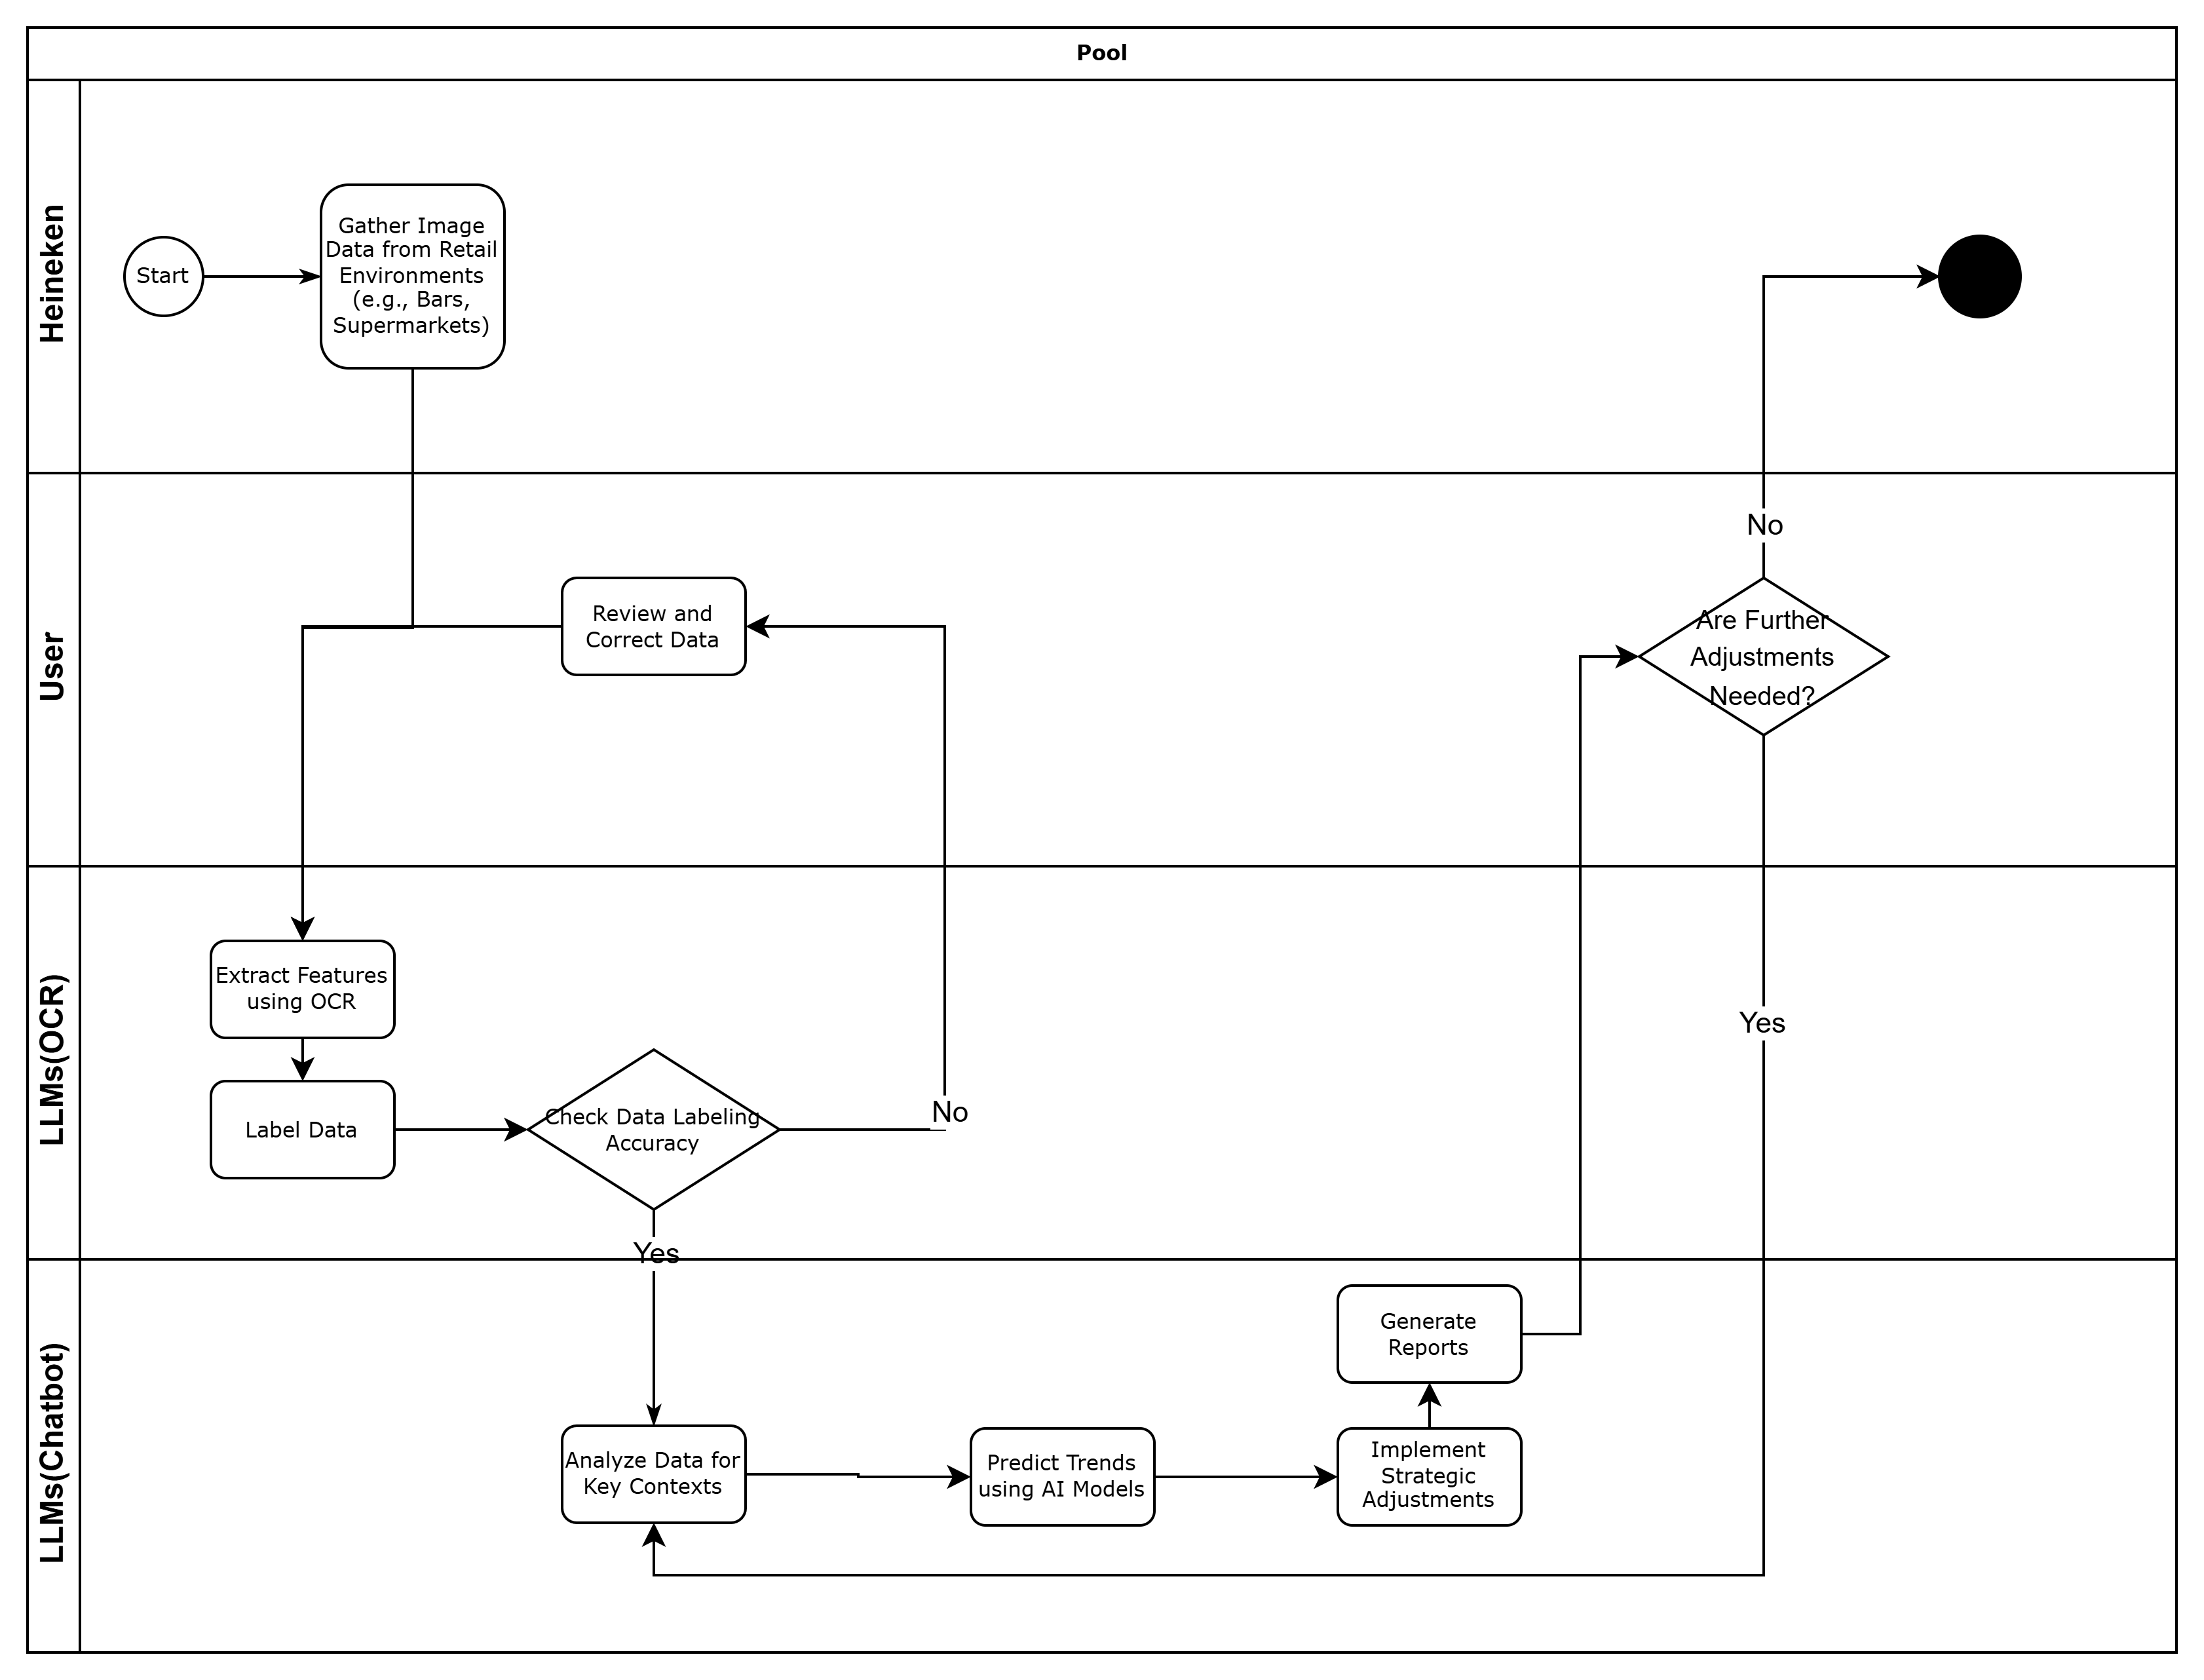 Pool
Heineken
Start
Gather Image
Data from Retail
Environments
(e.g., Bars,
Supermarkets)
User
Review and
Correct Data
No
Are Further
Adjustments
Needed?
LLMs(OCR)
Extract Features
using OCR
Label Data
Check Data Labeling
Accuracy
No
Yes
Yes
LLMs(Chatbot)
Analyze Data for
Key Contexts
Predict Trends
using AI Models
Implement
Strategic
Adjustments
Generate
Reports